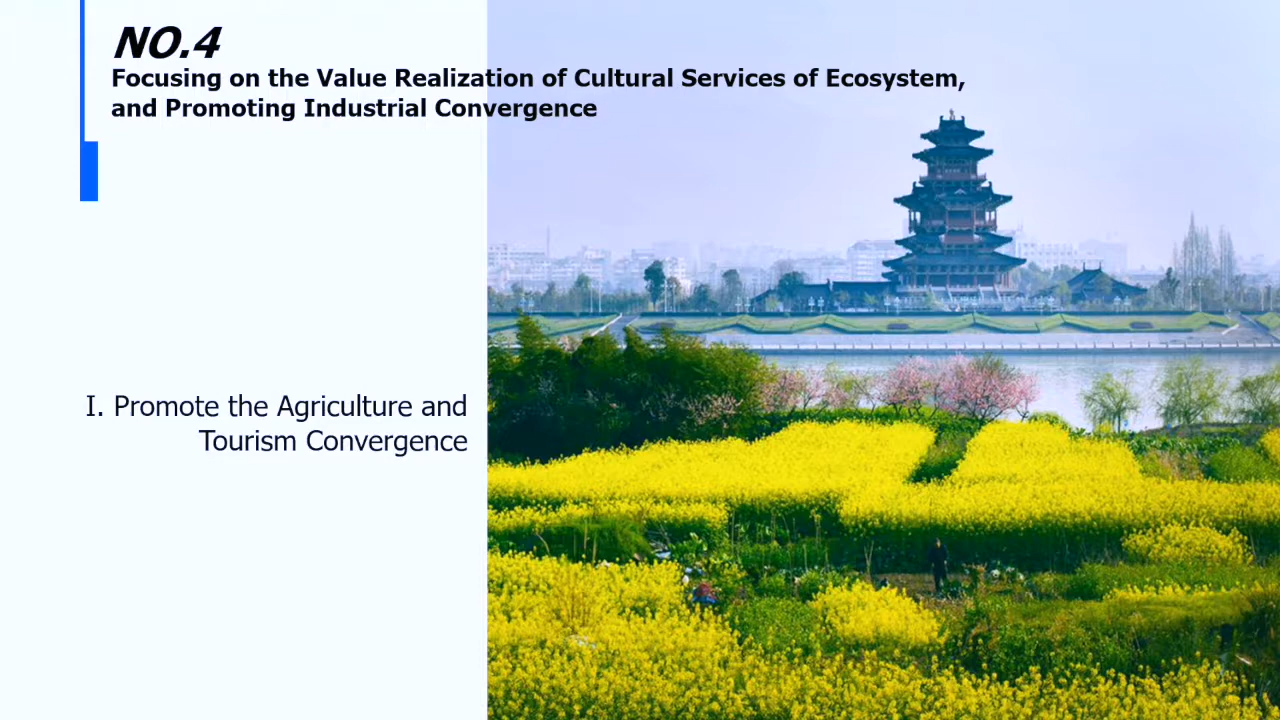 NO.4
Focusing on the Value Realization of Cultural Services of Ecosystem,
and Promoting Industrial Convergence
I. Promote the Agriculture and
Tourism Convergence